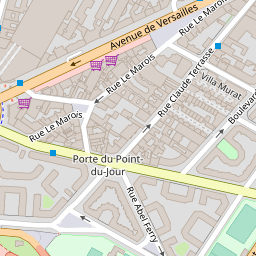 Avenue de Versailles
Rue Le Marois
Rue Le Marois
Rue Claude Terrasse
Villa Murat
Boulevar
Rue Le Marois
Porte du Point-
du-Jour
Rue Abel Ferry